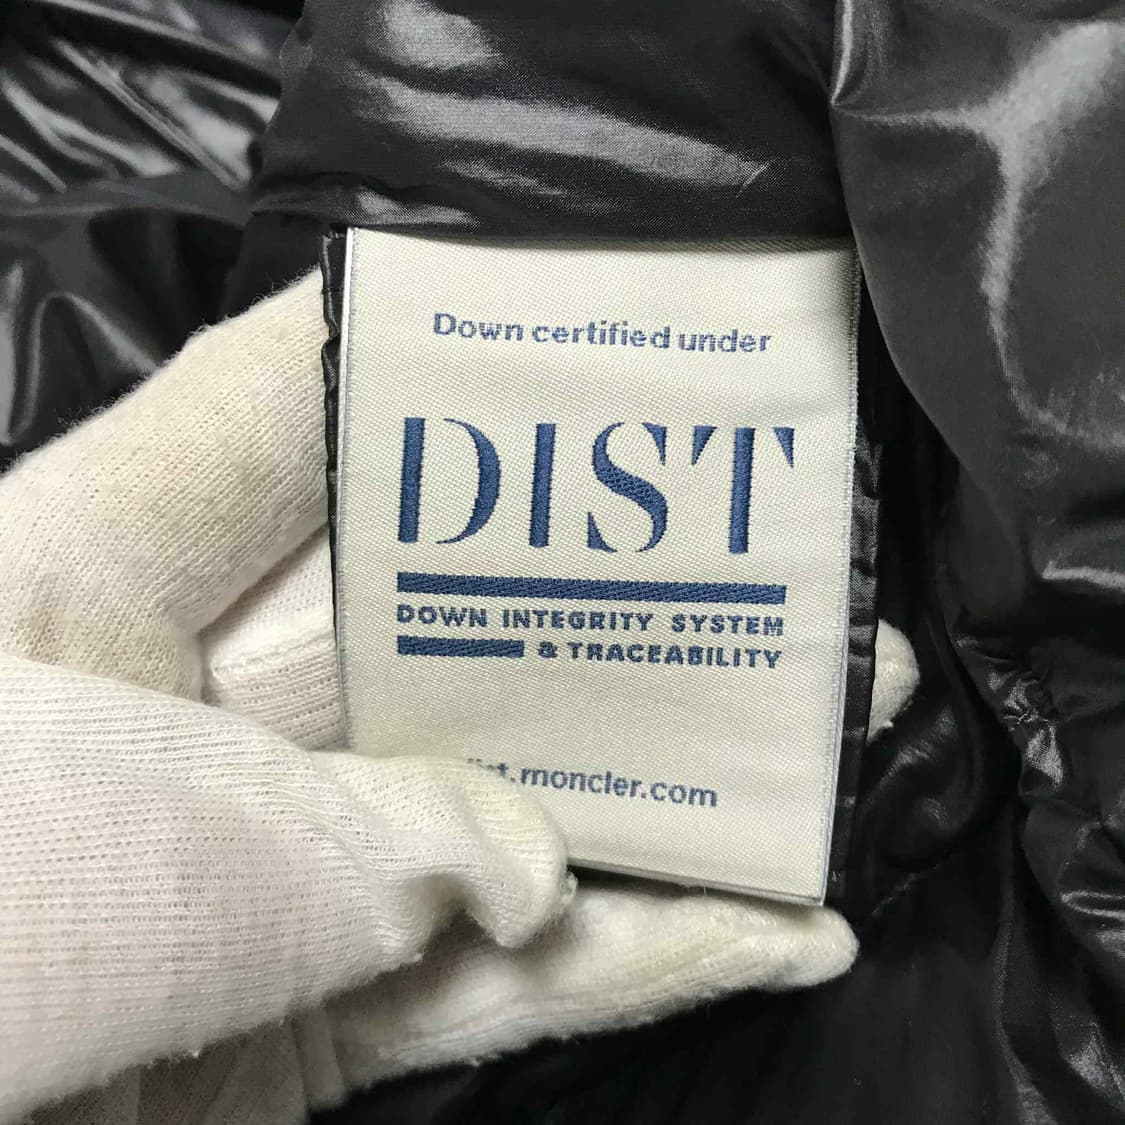 Down certified under
DIST
DOWN INTEGRITY SYSTEM
& TRACEABILITY
dist.moncler.com